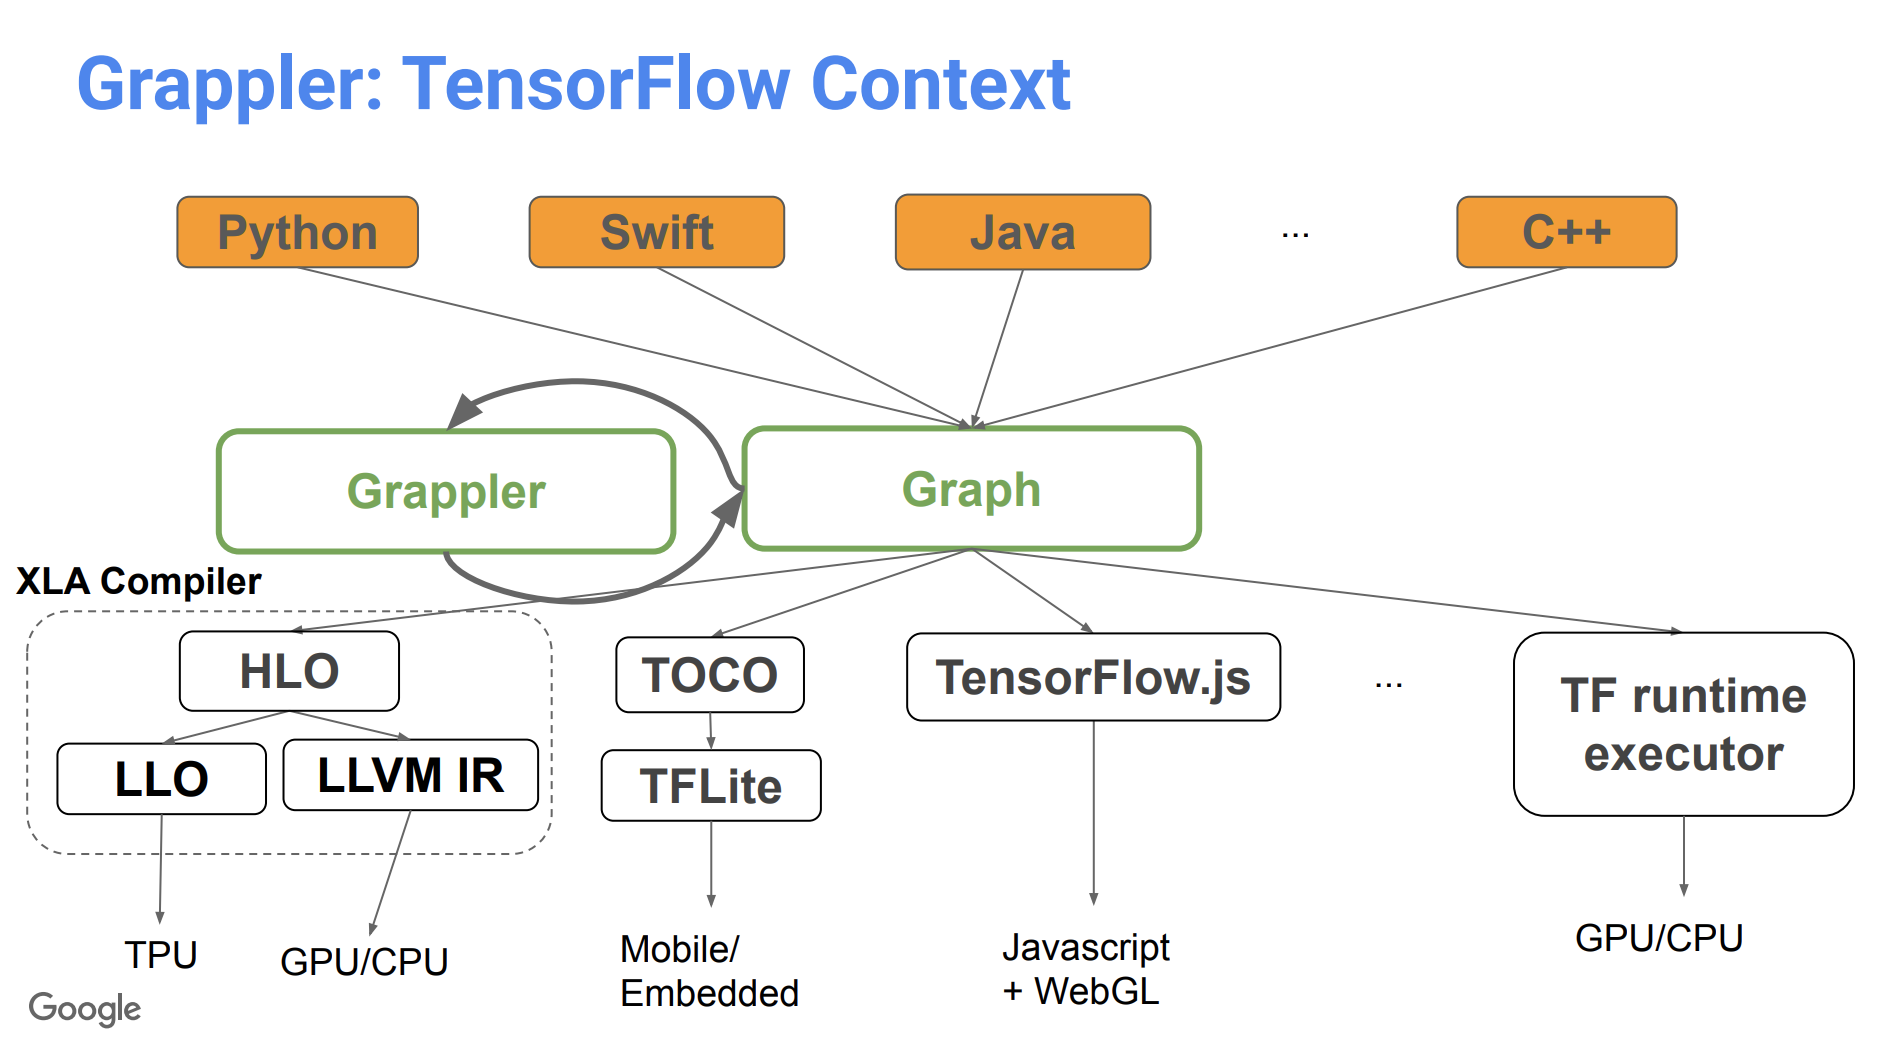 Grappler: TensorFlow Context
Python
Swift
Java
...
C++
Grappler
Graph
XLA Compiler
HLO
TOCO
TensorFlow.js
...
TF runtime
executor
LLO
LLVM IR
TFLite
TPU
GPU/CPU
Mobile/
Embedded
Javascript
+ WebGL
GPU/CPU
Google